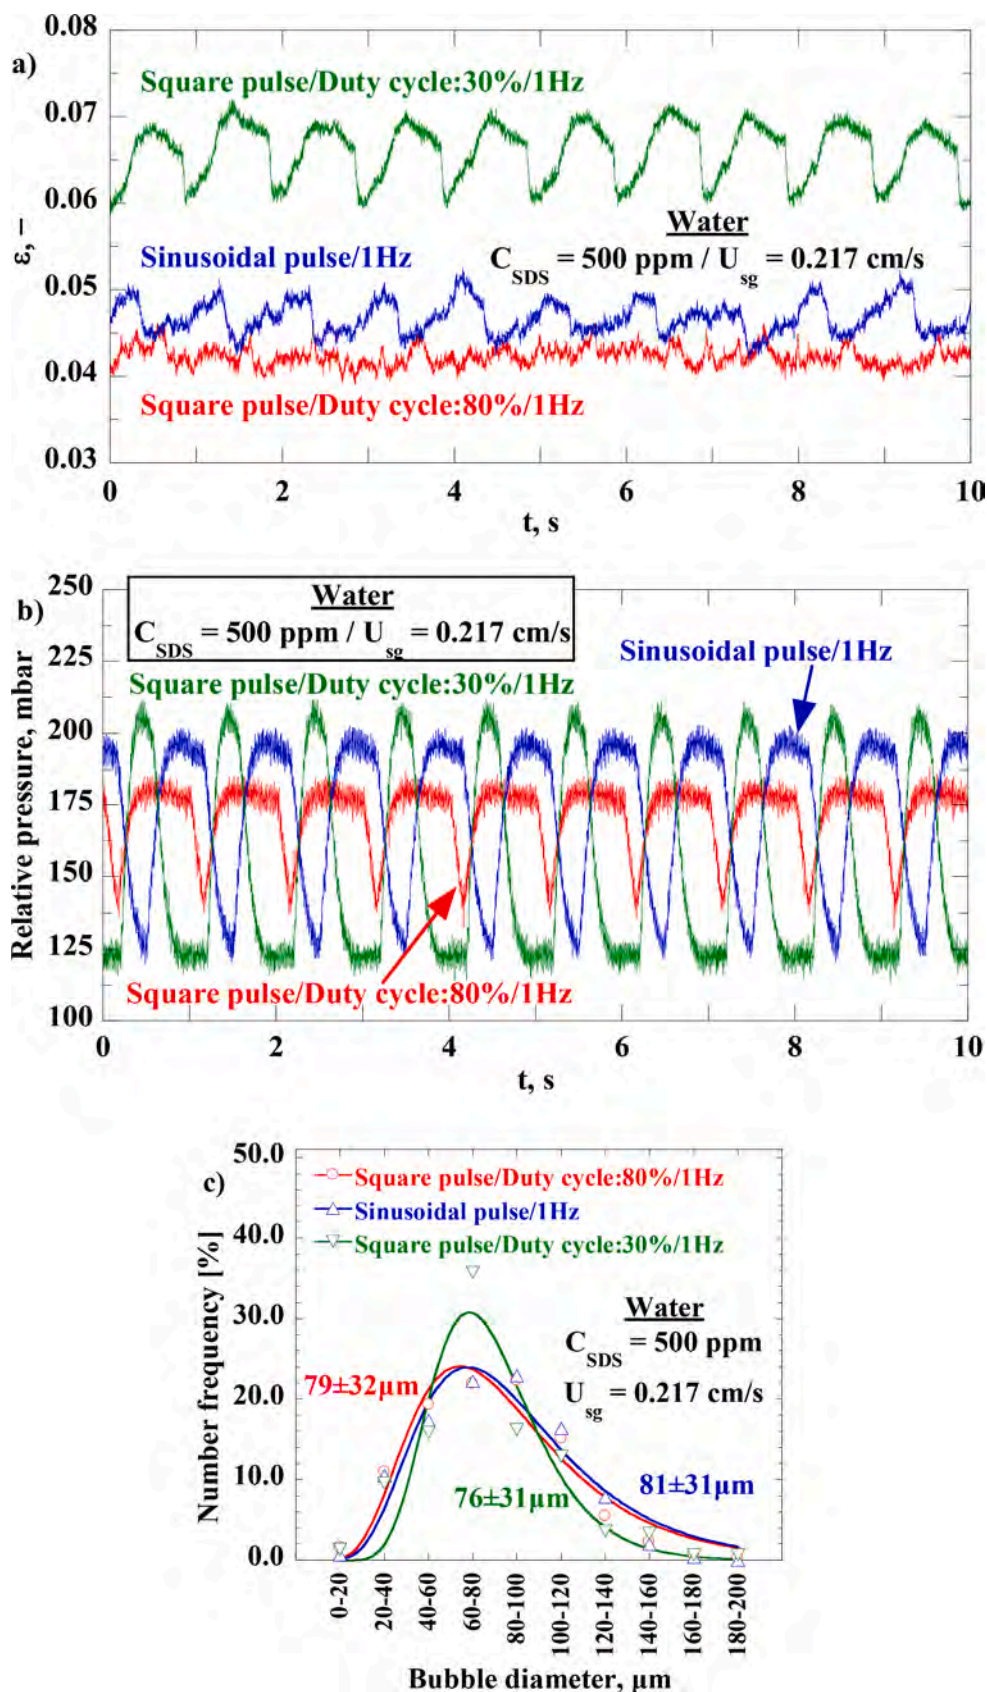 a)
0.08
0.07
0.06
0.05
0.04
0.03
ε, –
Square pulse/Duty cycle:30%/1Hz
Water
Sinusoidal pulse/1Hz
C_SDS = 500 ppm / U_sg = 0.217 cm/s
Square pulse/Duty cycle:80%/1Hz
0 2 4 6 8 10
t, s
b)
250
225
200
175
150
125
100
Relative pressure, mbar
Water
C_SDS = 500 ppm / U_sg = 0.217 cm/s
Sinusoidal pulse/1Hz
Square pulse/Duty cycle:30%/1Hz
Square pulse/Duty cycle:80%/1Hz
0 2 4 6 8 10
t, s
c)
50.0
40.0
30.0
20.0
10.0
0.0
Number frequency [%]
Square pulse/Duty cycle:80%/1Hz
Sinusoidal pulse/1Hz
Square pulse/Duty cycle:30%/1Hz
Water
C_SDS = 500 ppm
U_sg = 0.217 cm/s
79±32μm
76±31μm
81±31μm
0-20
20-40
40-60
60-80
80-100
100-120
120-140
140-160
160-180
180-200
Bubble diameter, μm